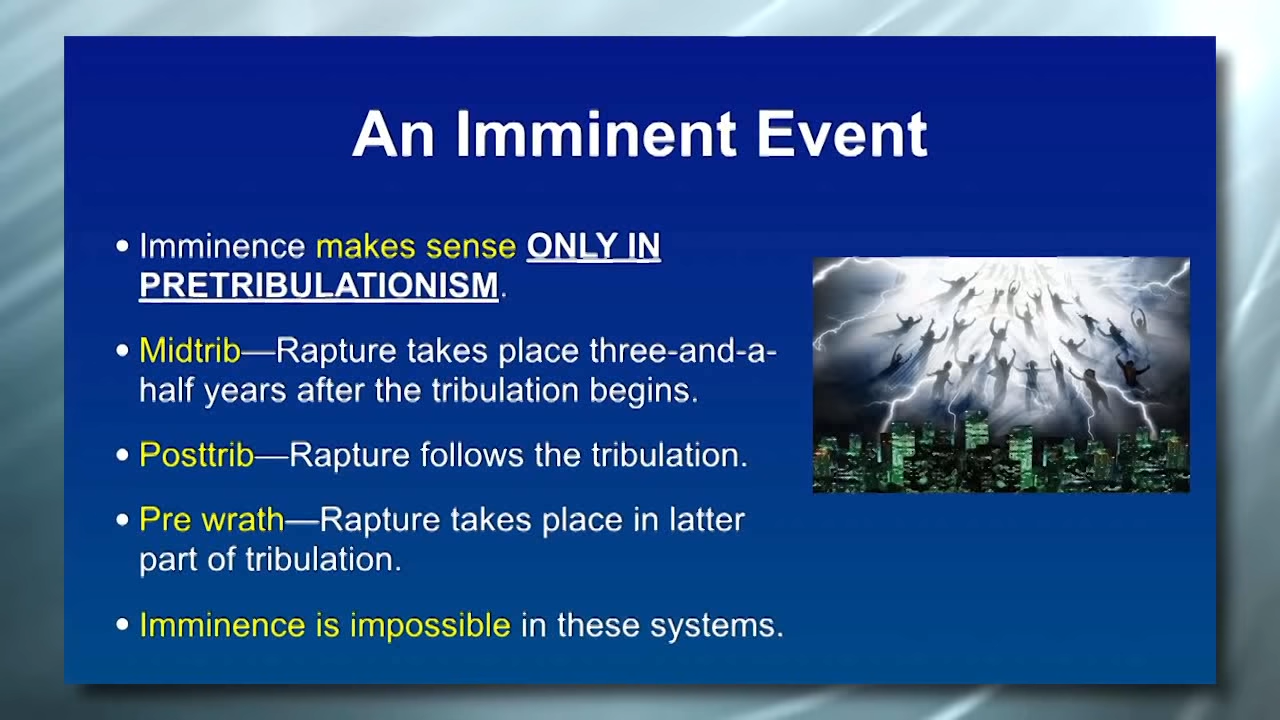 An Imminent Event
• Imminence makes sense ONLY IN
PRETRIBULATIONISM.
• Midtrib—Rapture takes place three-and-a-
half years after the tribulation begins.
• Posttrib—Rapture follows the tribulation.
• Pre wrath—Rapture takes place in latter
part of tribulation.
• Imminence is impossible in these systems.